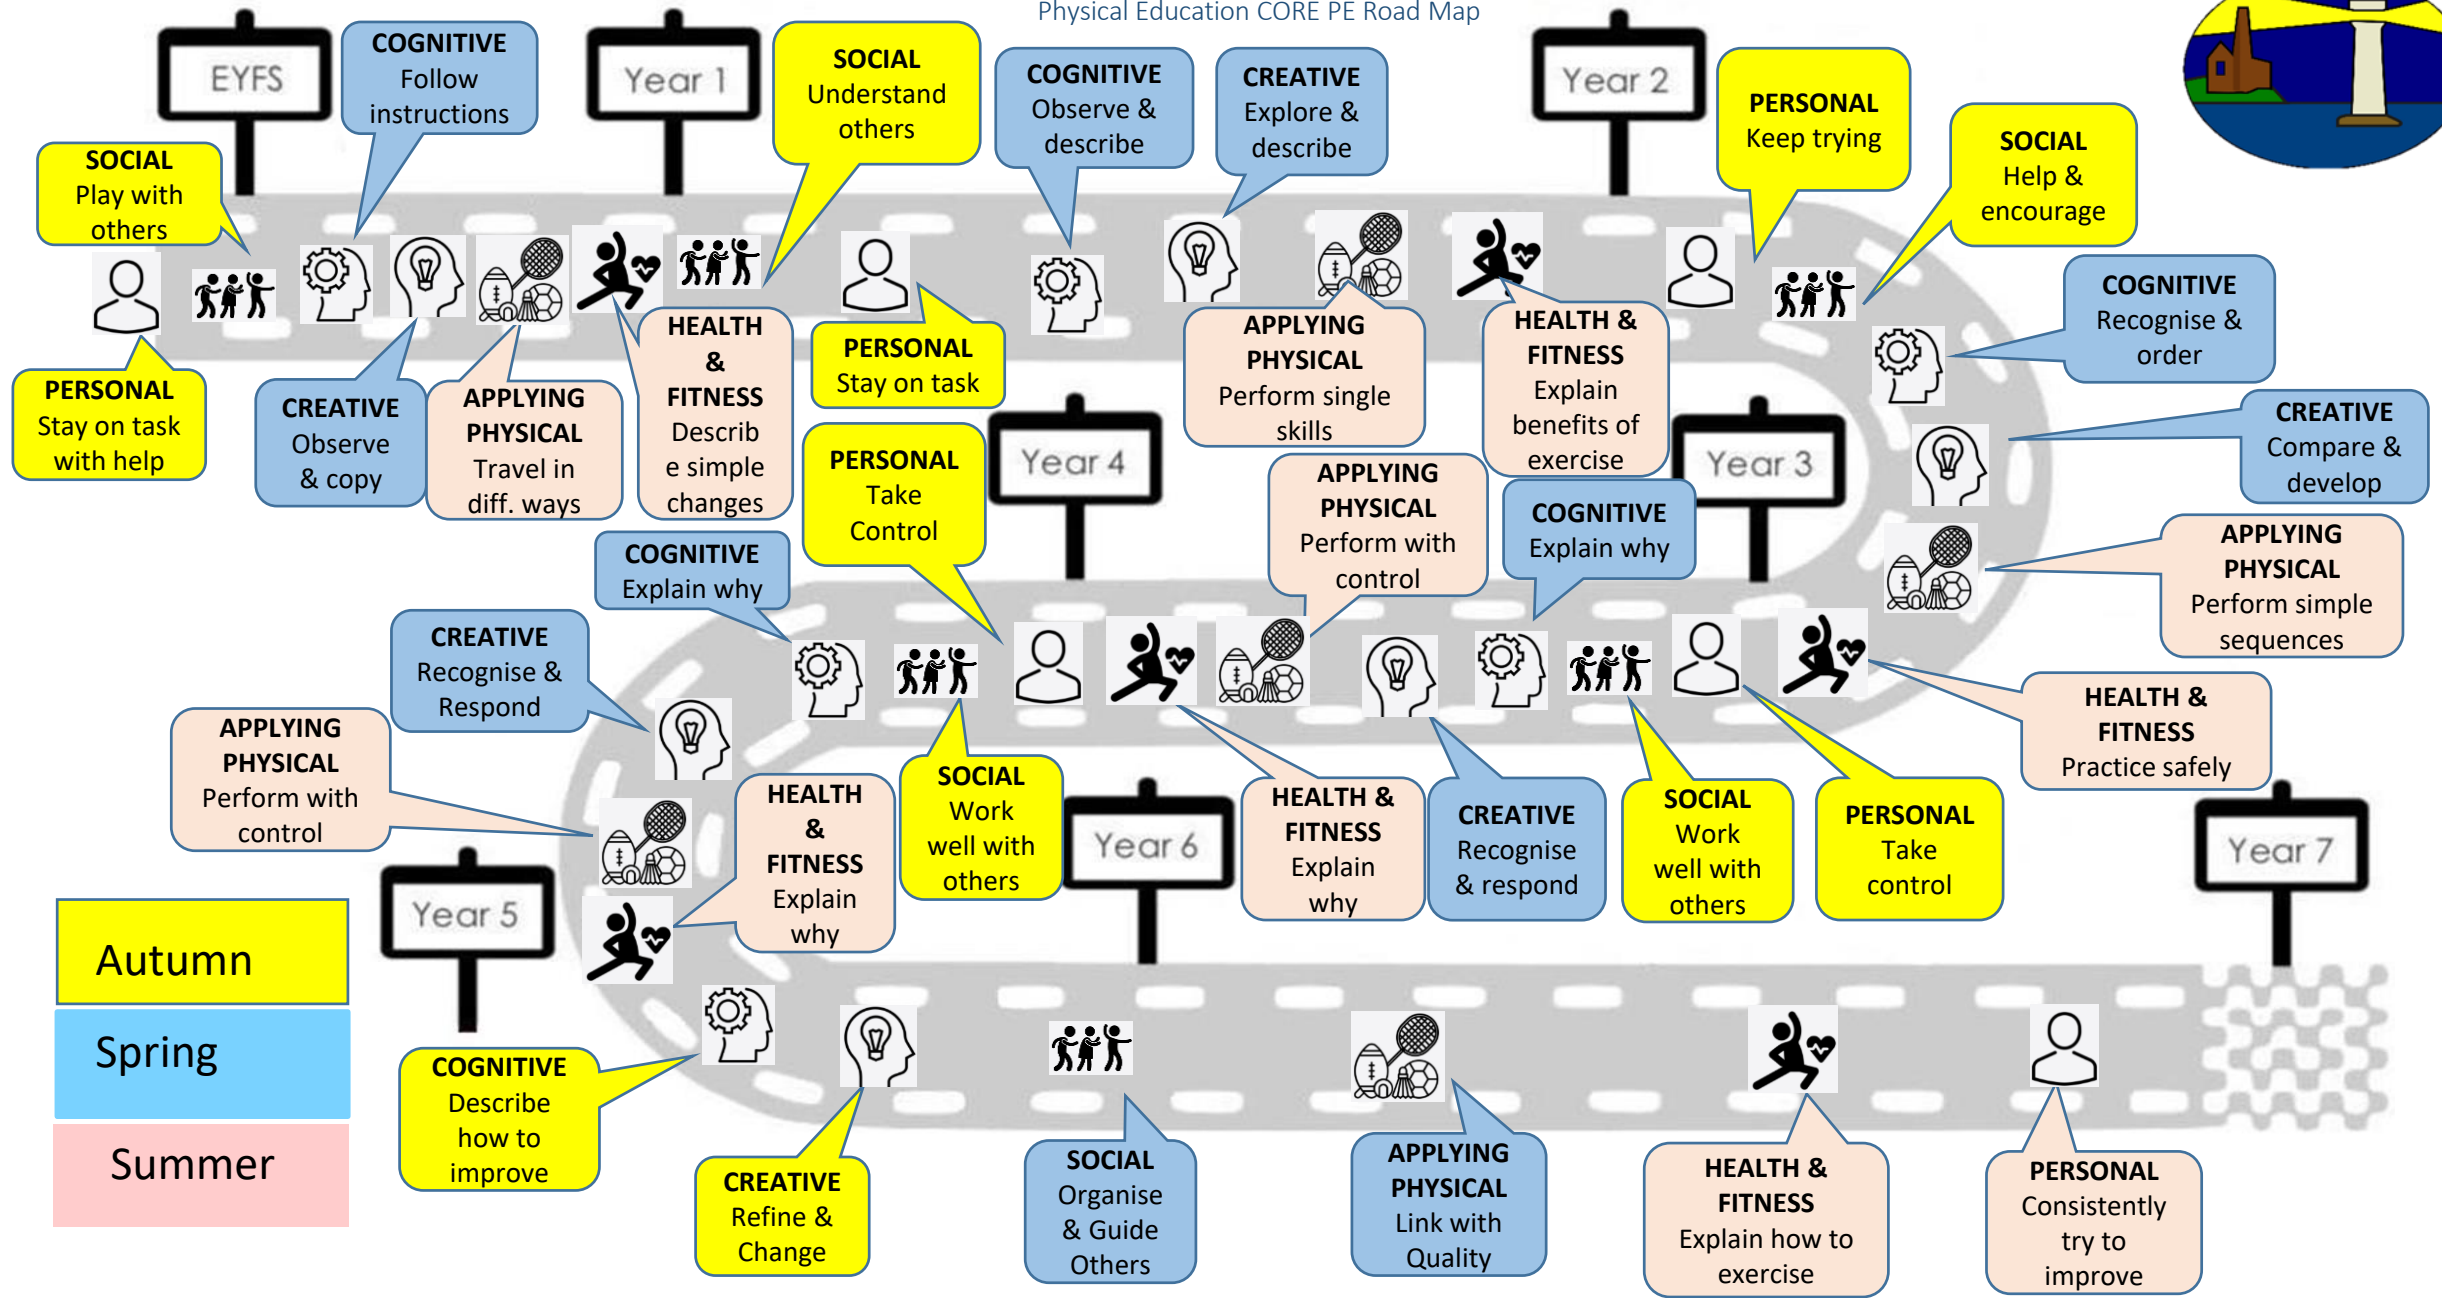 Physical Education CORE PE Road Map
EYFS
COGNITIVE
Follow
instructions
Year 1
SOCIAL
Understand
others
COGNITIVE
Observe &
describe
CREATIVE
Explore &
describe
Year 2
PERSONAL
Keep trying
SOCIAL
Help &
encourage
SOCIAL
Play with
others
COGNITIVE
Recognise &
order
PERSONAL
Stay on task
with help
CREATIVE
Observe
& copy
APPLYING
PHYSICAL
Travel in
diff. ways
HEALTH
&
FITNESS
Describ
e simple
changes
PERSONAL
Stay on task
APPLYING
PHYSICAL
Perform single
skills
HEALTH &
FITNESS
Explain
benefits of
exercise
CREATIVE
Compare &
develop
PERSONAL
Take
Control
Year 4
APPLYING
PHYSICAL
Perform with
control
COGNITIVE
Explain why
Year 3
APPLYING
PHYSICAL
Perform simple
sequences
COGNITIVE
Explain why
CREATIVE
Recognise &
Respond
APPLYING
PHYSICAL
Perform with
control
HEALTH &
FITNESS
Practice safely
HEALTH
&
FITNESS
Explain
why
SOCIAL
Work
well with
others
Year 6
HEALTH &
FITNESS
Explain
why
CREATIVE
Recognise
& respond
SOCIAL
Work
well with
others
PERSONAL
Take
control
Year 7
Year 5
Autumn
Spring
Summer
COGNITIVE
Describe
how to
improve
CREATIVE
Refine &
Change
SOCIAL
Organise
& Guide
Others
APPLYING
PHYSICAL
Link with
Quality
HEALTH &
FITNESS
Explain how to
exercise
PERSONAL
Consistently
try to
improve